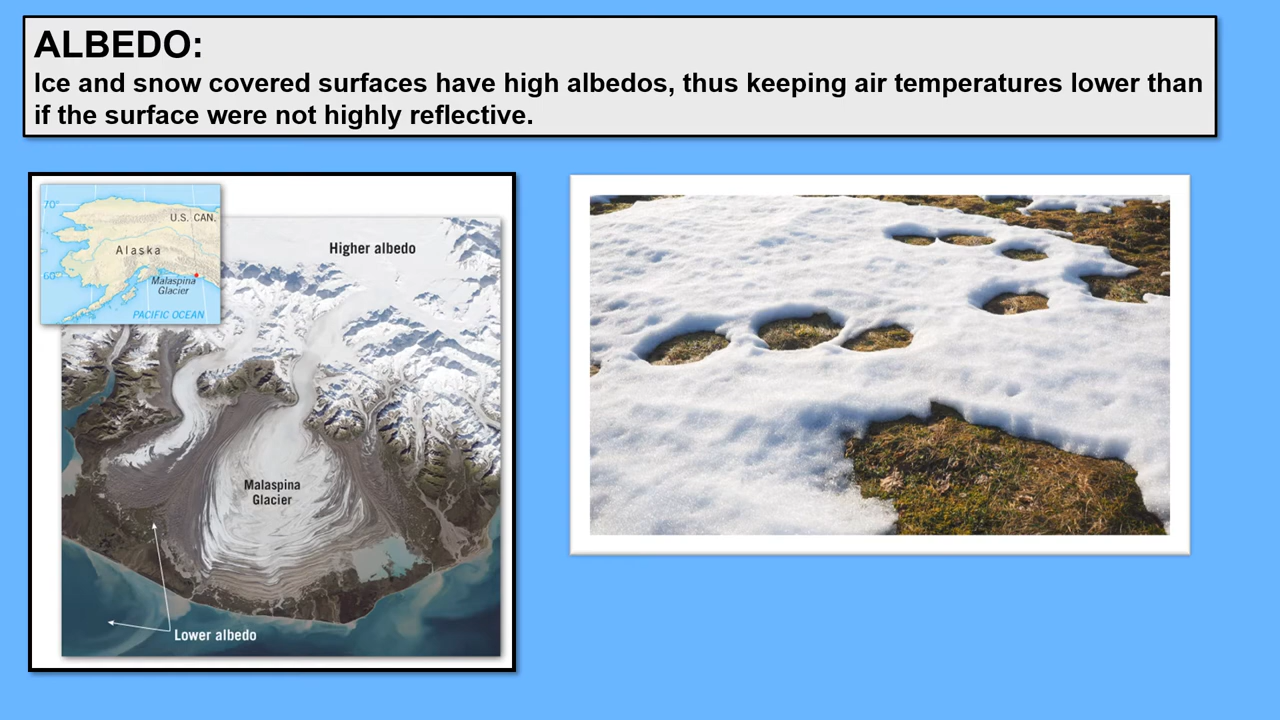 ALBEDO:
Ice and snow covered surfaces have high albedos, thus keeping air temperatures lower than
if the surface were not highly reflective.
70°
U.S. CAN.
Alaska
60°
Malaspina
Glacier
PACIFIC OCEAN
Higher albedo
Malaspina
Glacier
Lower albedo